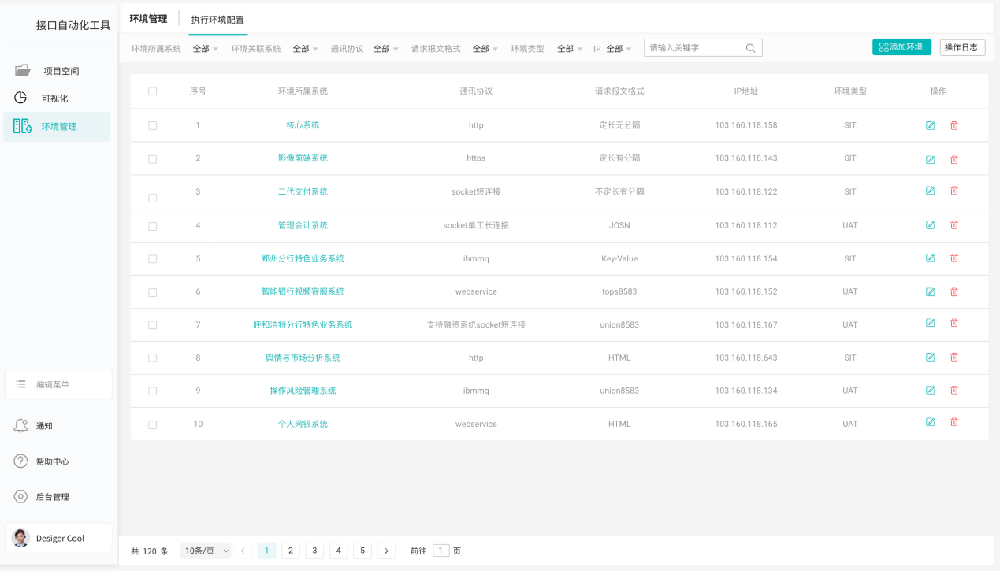 接口自动化工具
项目空间
可视化
环境管理
编辑菜单
通知
帮助中心
后台管理
Desiger Cool
环境管理 执行环境配置
环境所属系统 全部 环境关联系统 全部 通讯协议 全部 请求报文格式 全部 环境类型 全部 IP 全部 请输入关键字 添加环境 操作日志
序号 环境所属系统 通讯协议 请求报文格式 IP地址 环境类型 操作
1 核心系统 http 定长无分隔 103.160.118.158 SIT
2 影像前端系统 https 定长有分隔 103.160.118.143 SIT
3 二代支付系统 socket短连接 不定长有分隔 103.160.118.122 SIT
4 管理会计系统 socket单工长连接 JOSN 103.160.118.112 UAT
5 郑州分行特色业务系统 ibmmq Key-Value 103.160.118.154 SIT
6 智能银行视频客服系统 webservice tops8583 103.160.118.152 UAT
7 呼和浩特分行特色业务系统 支持融资系统socket短连接 union8583 103.160.118.167 UAT
8 舆情与市场分析系统 http HTML 103.160.118.643 SIT
9 操作风险管理系统 ibmmq union8583 103.160.118.134 UAT
10 个人网银系统 webservice HTML 103.160.118.165 UAT
共 120 条 10条/页 < 1 2 3 4 5 > 前往 1 页